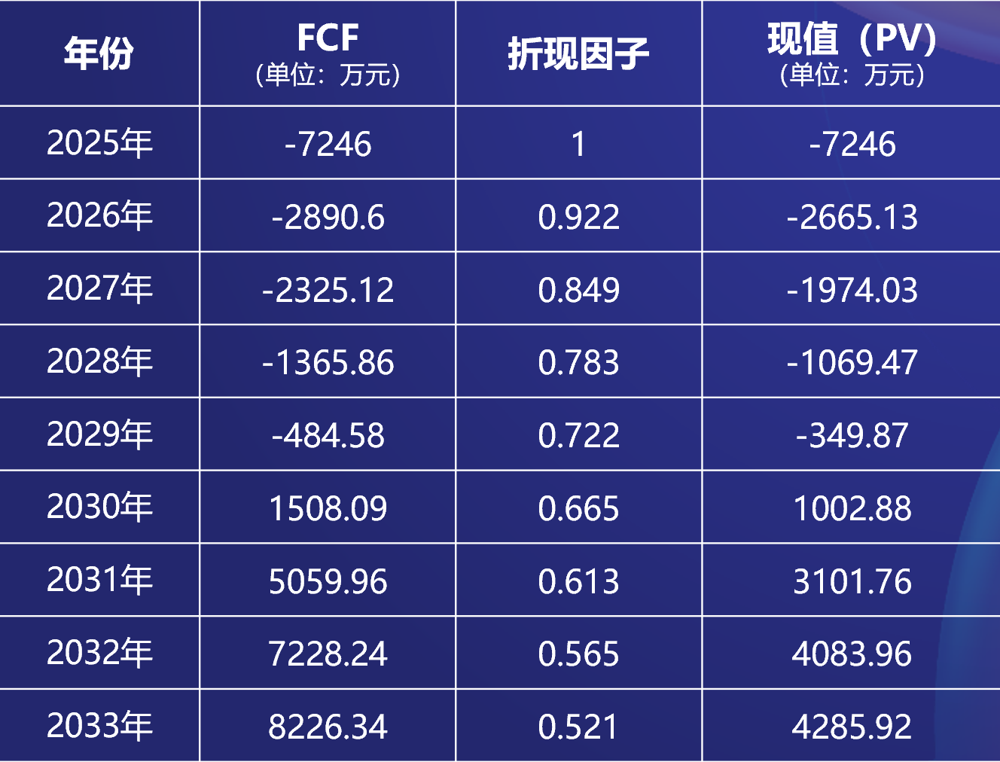 年份 FCF 折现因子 现值（PV）
(单位：万元) (单位：万元)
2025年 -7246 1 -7246
2026年 -2890.6 0.922 -2665.13
2027年 -2325.12 0.849 -1974.03
2028年 -1365.86 0.783 -1069.47
2029年 -484.58 0.722 -349.87
2030年 1508.09 0.665 1002.88
2031年 5059.96 0.613 3101.76
2032年 7228.24 0.565 4083.96
2033年 8226.34 0.521 4285.92